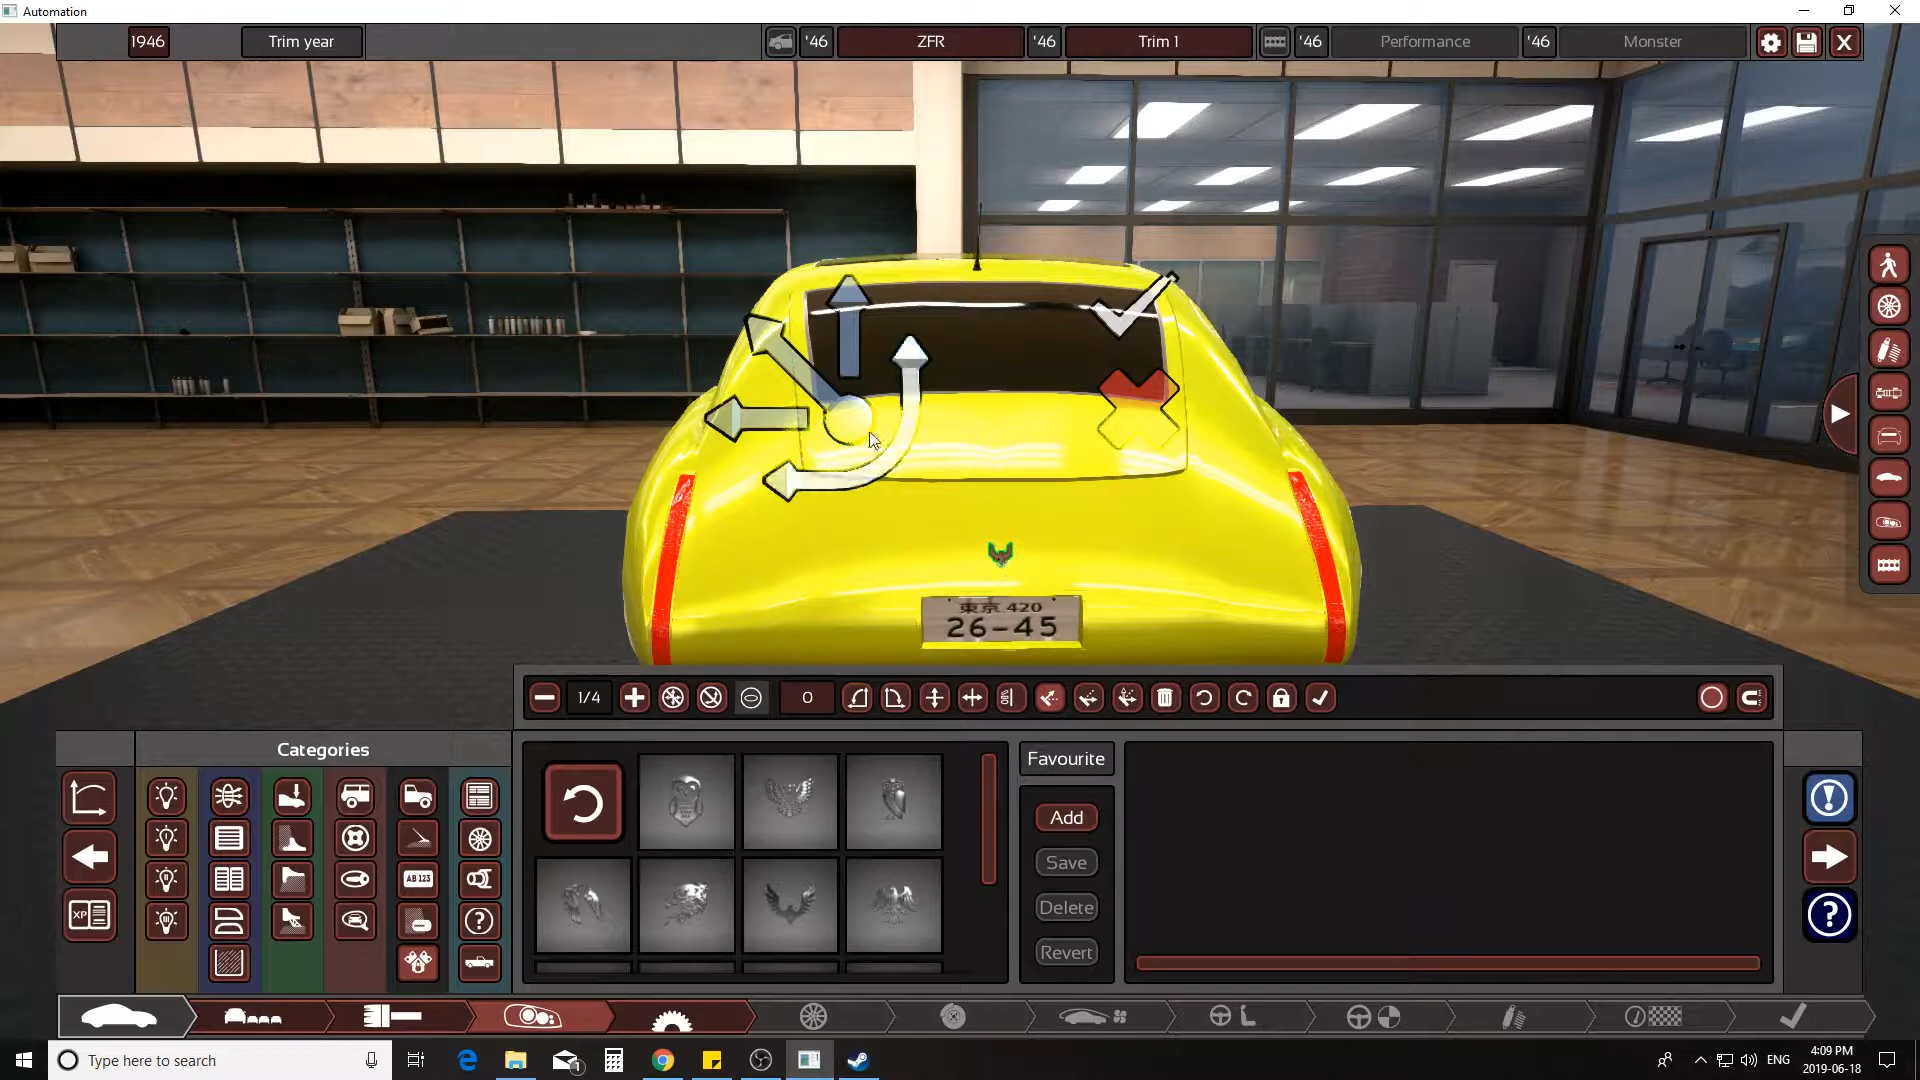 Automation
1946
Trim year
'46
ZFR
'46
Trim 1
'46
Performance
'46
Monster
東京 420
26-45
1/4
0
Categories
Favourite
Add
Save
Delete
Revert
XP
AB 123
Type here to search
1
ENG
4:09 PM
2019-06-18